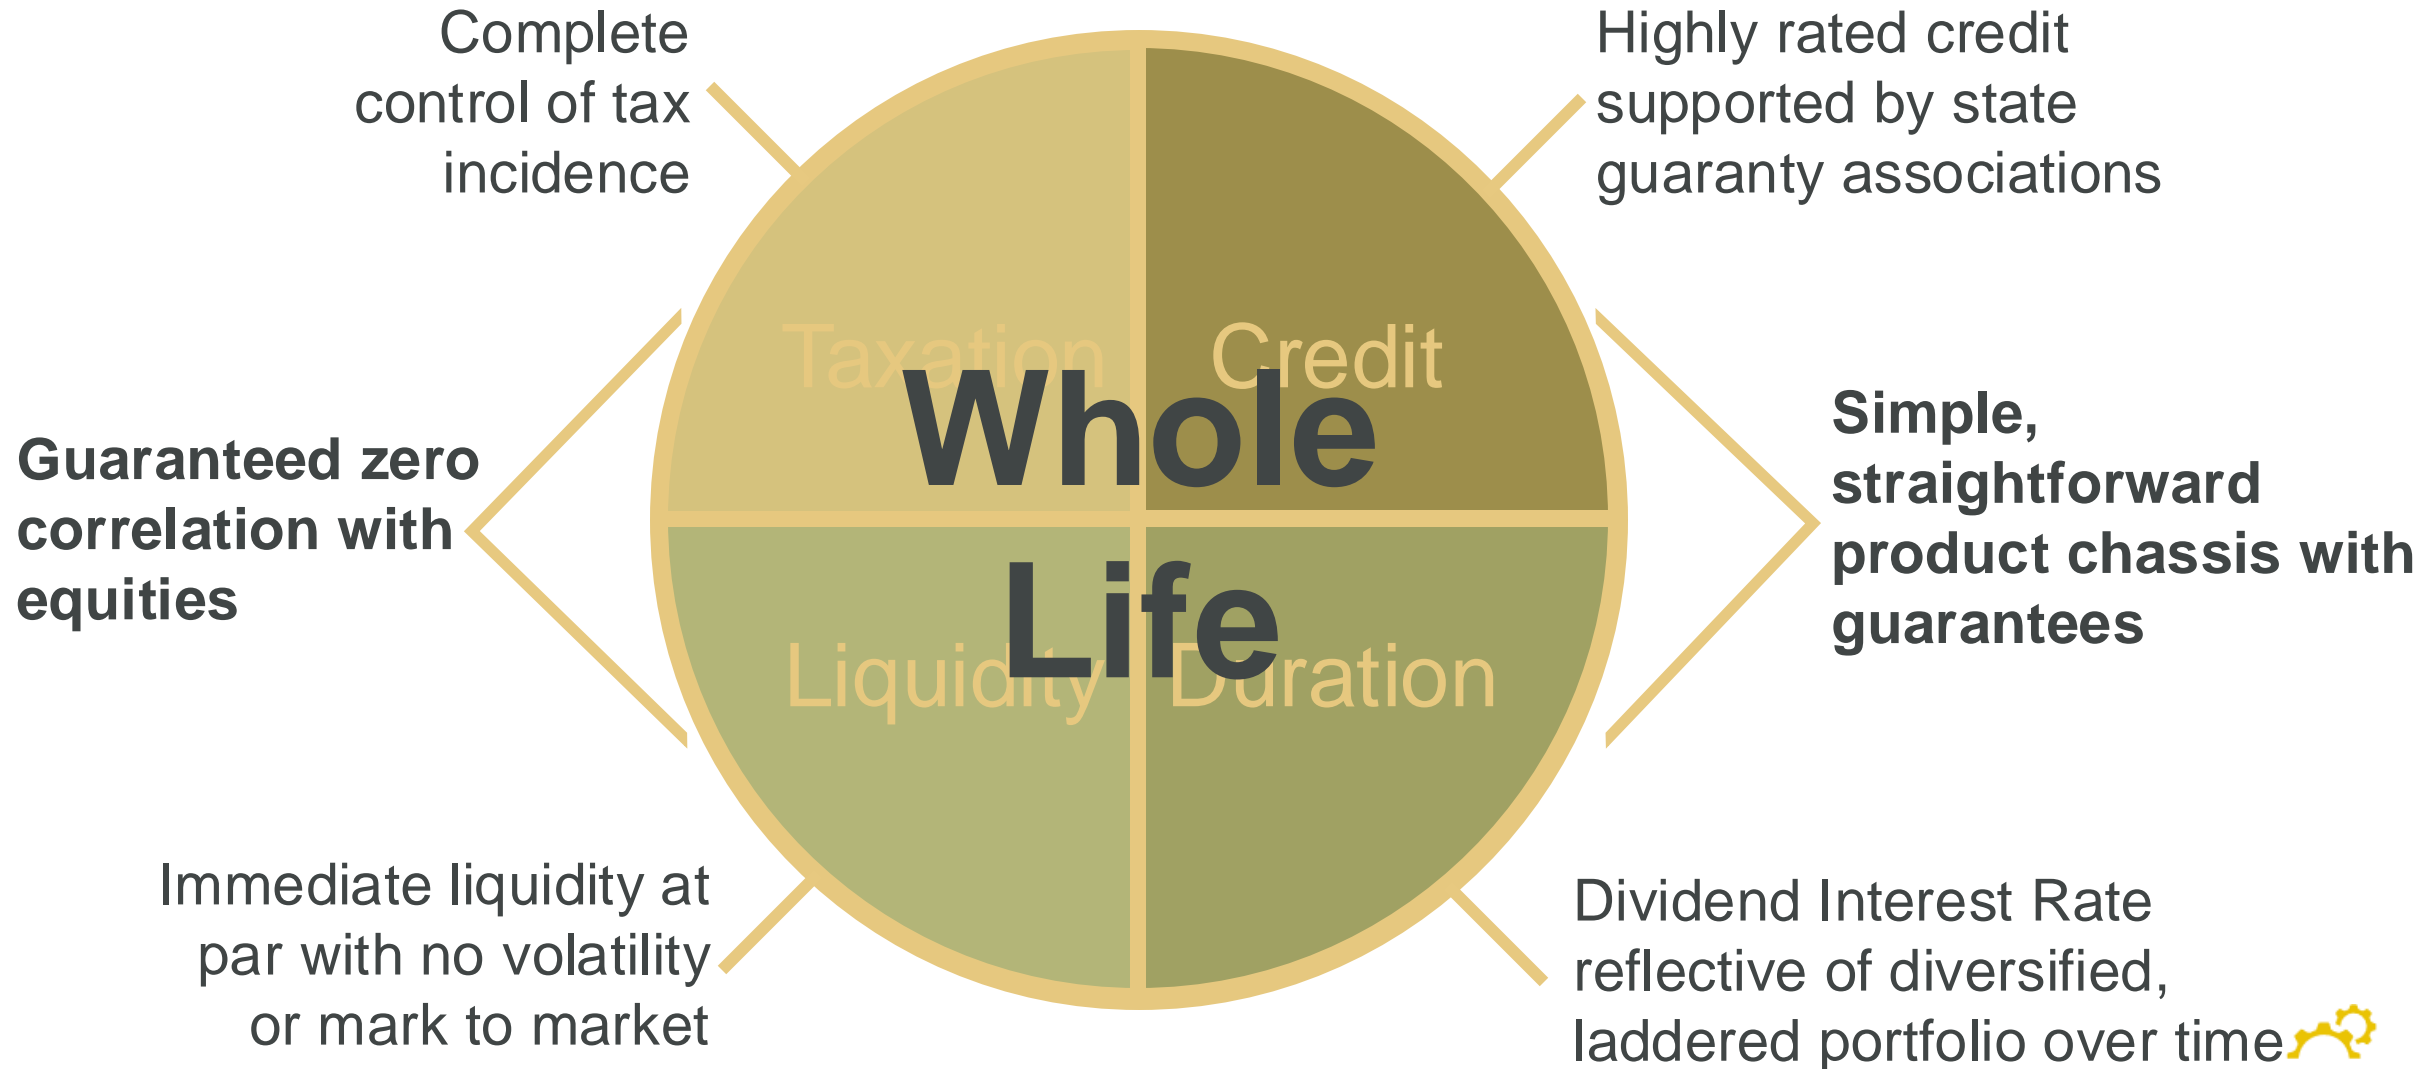 Complete
control of tax
incidence
Highly rated credit
supported by state
guaranty associations
Taxation
Credit
Whole
Life
Liquidity
Duration
Guaranteed zero
correlation with
equities
Simple,
straightforward
product chassis with
guarantees
Immediate liquidity at
par with no volatility
or mark to market
Dividend Interest Rate
reflective of diversified,
laddered portfolio over time